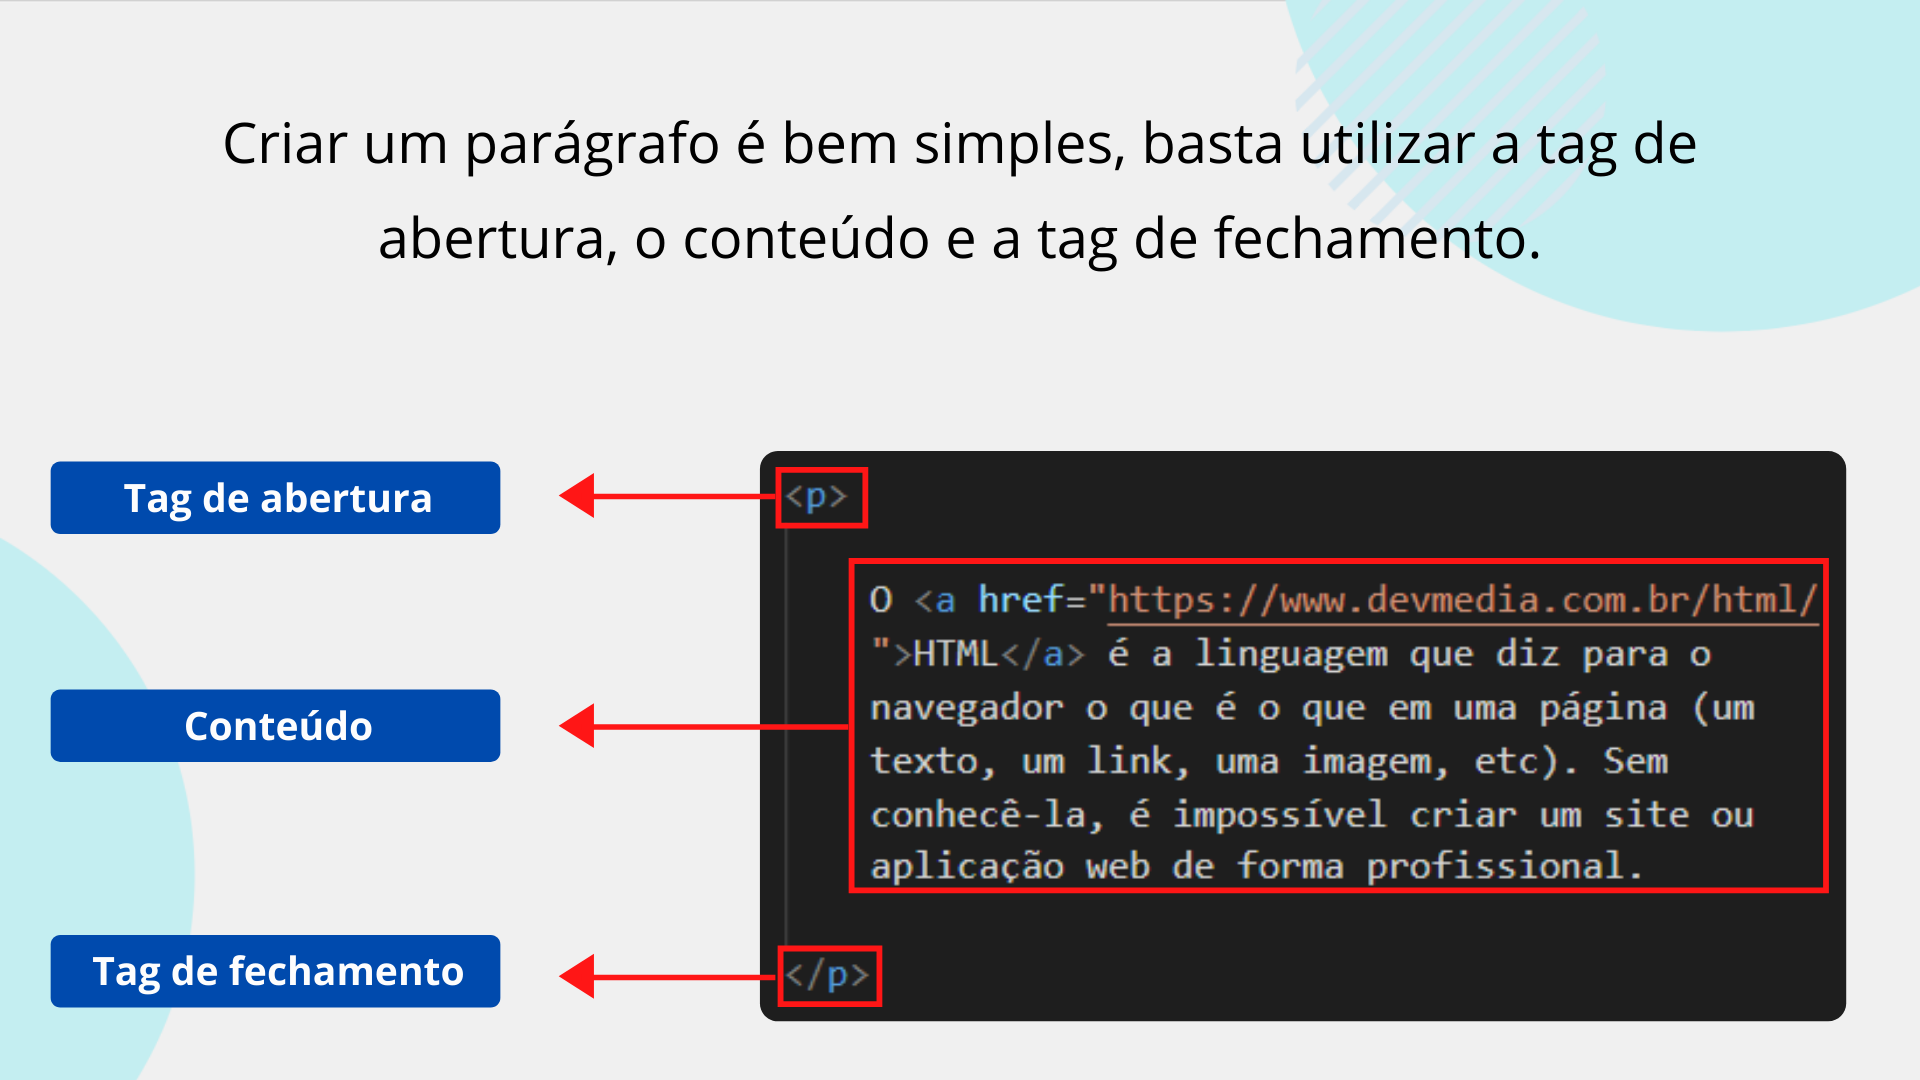 Criar um parágrafo é bem simples, basta utilizar a tag de
abertura, o conteúdo e a tag de fechamento.
Tag de abertura
<p>
Conteúdo
O <a href="https://www.devmedia.com.br/html/
">HTML</a> é a linguagem que diz para o
navegador o que é o que em uma página (um
texto, um link, uma imagem, etc). Sem
conhecê-la, é impossível criar um site ou
aplicação web de forma profissional.
Tag de fechamento
</p>